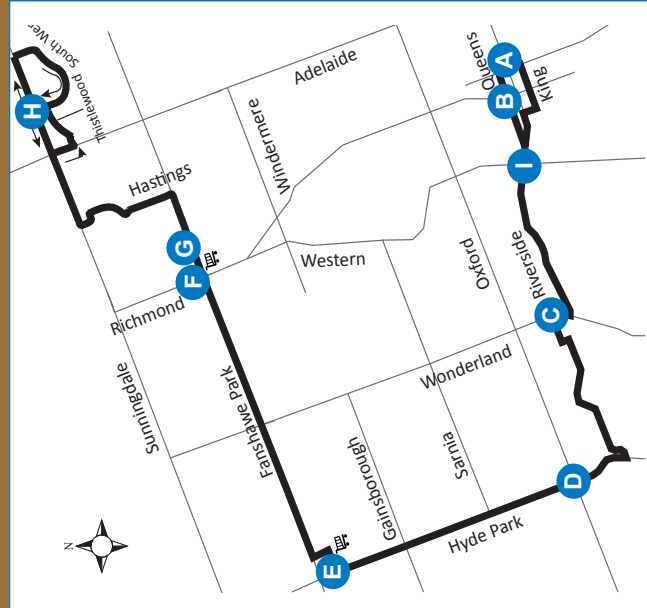 H
Thistlewood South Wen
Adelaide
Queens
A
B
King
Hastings
Windermere
I
G
F
Western
Oxford
Riverside
Richmond
C
Wonderland
Sunningdale
Fanshawe Park
Gainsborough
Sarnia
D
Hyde Park
E
N